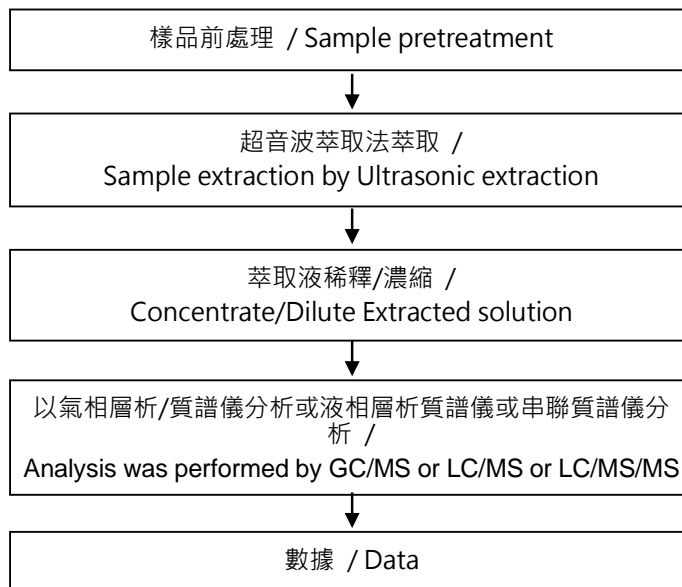 樣品前處理 / Sample pretreatment
超音波萃取法萃取 /
Sample extraction by Ultrasonic extraction
萃取液稀釋/濃縮 /
Concentrate/Dilute Extracted solution
以氣相層析/質譜儀分析或液相層析質譜儀或串聯質譜儀分
析 /
Analysis was performed by GC/MS or LC/MS or LC/MS/MS
數據 / Data